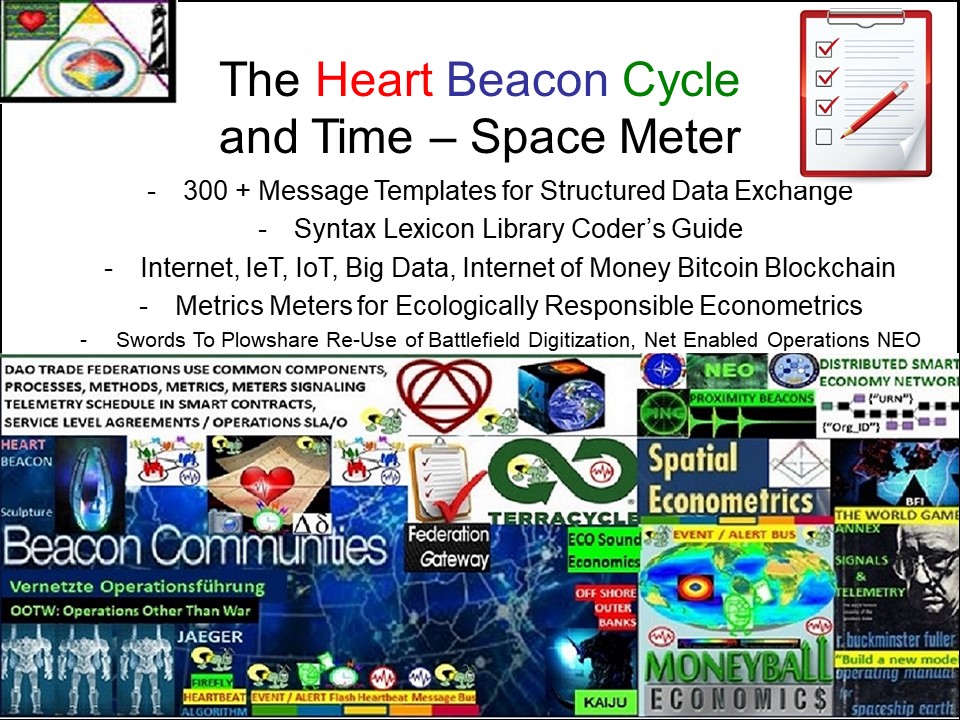 The Heart Beacon Cycle
and Time – Space Meter
- 300 + Message Templates for Structured Data Exchange
- Syntax Lexicon Library Coder’s Guide
- Internet, IeT, IoT, Big Data, Internet of Money Bitcoin Blockchain
- Metrics Meters for Ecologically Responsible Econometrics
- Swords To Plowshare Re-Use of Battlefield Digitization, Net Enabled Operations NEO
DAO TRADE FEDERATIONS USE COMMON COMPONENTS,
PROCESSES, METHODS, METRICS, METERS SIGNALING
TELEMETRY SCHEDULE IN SMART CONTRACTS,
SERVICE LEVEL AGREEMENTS / OPERATIONS SLA/O
NEO
PING
PROXIMITY BEACONS
DISTRIBUTED SMART
ECONOMY NETWORK
{"URN"}
{"Org_ID"}
HEART
BEACON
Sculpture
Δδ
TERRACYCLE
Spatial
Econometrics
BFI
THE WORLD GAME
Beacon Communities
Federation
Gateway
ECO Sound
Economics
EVENT / ALERT BUS
ANNEX
SIGNALS
&
TELEMETRY
Vernetzte Operationsführung
OOTW: Operations Other Than War
OFF SHORE
OUTER
BANKS
JAEGER
r. buckminster fuller
"Build a new mode
operating manual
for
spaceship earth
FIREFLY
HEARTBEAT
ALGORITHM
EVENT / ALERT Flash Heartbeat Message Bus
KAIJU
MONEYBALL
ECONOMIC$